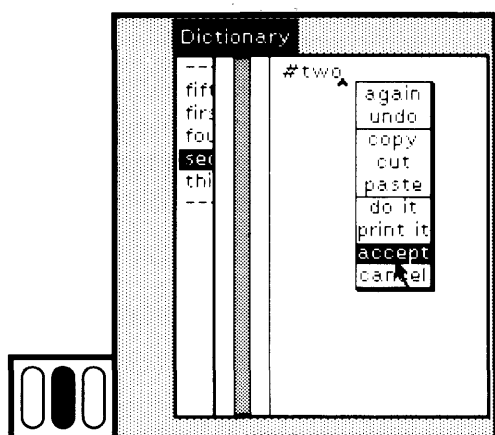 Dictionary
#two
fift
firs
fou
sec
thi
again
undo
copy
cut
paste
do it
print it
accept
cancel